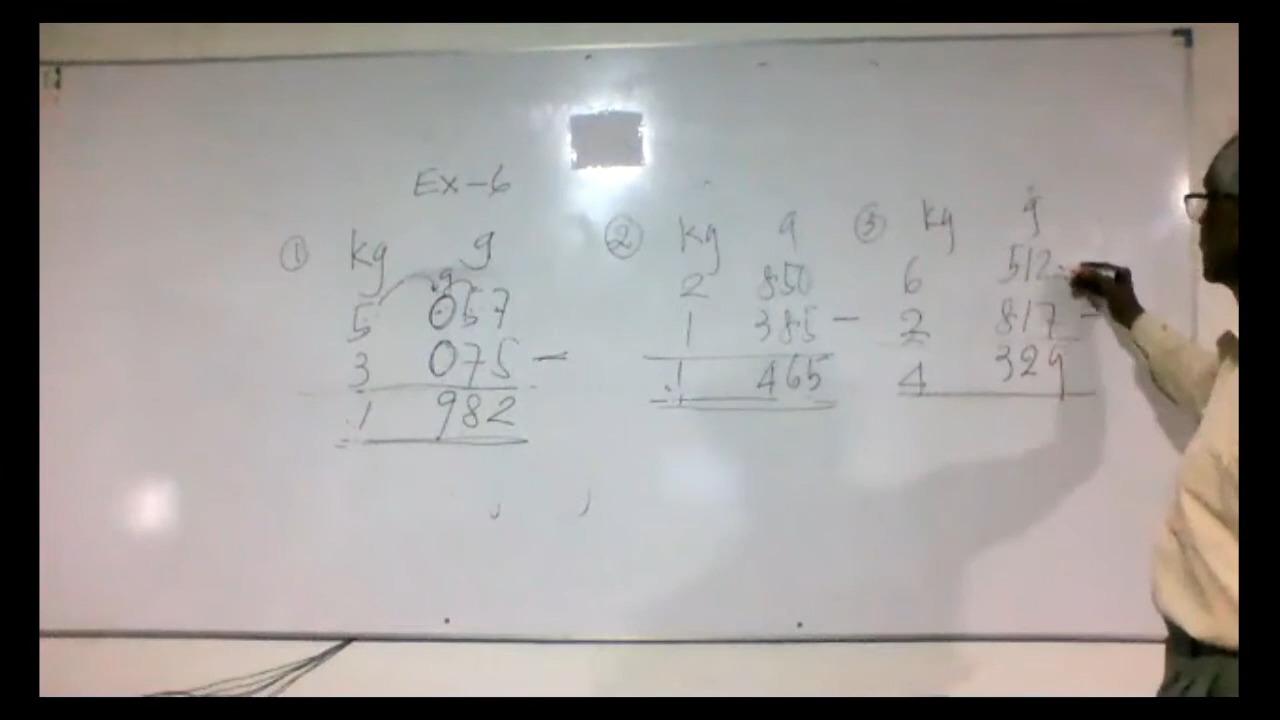 Ex-6
① kg g
5 057
3 075 -
1 982
② kg g
2 850
1 385 -
1 465
③ kg g
6 512
2 817 -
4 329